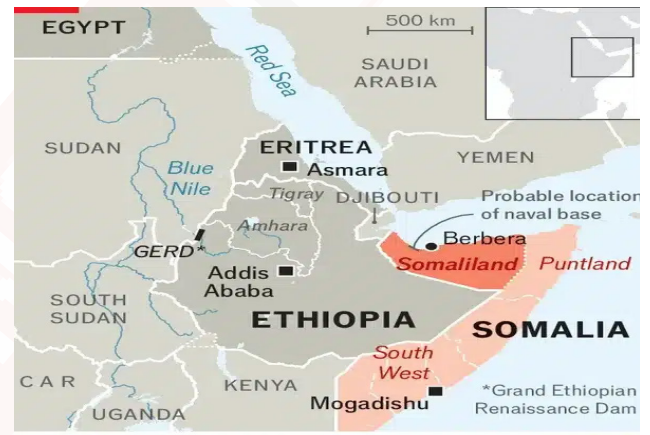 EGYPT
500 km
Red Sea
SAUDI
ARABIA
SUDAN
ERITREA
Asmara
YEMEN
Blue
Nile
Tigray
DJIBOUTI
Probable location
of naval base
Amhara
Berbera
GERD*
Addis
Ababa
Somaliland
Puntland
SOUTH
SUDAN
ETHIOPIA
SOMALIA
South
West
CAR
KENYA
Mogadishu
UGANDA
*Grand Ethiopian
Renaissance Dam